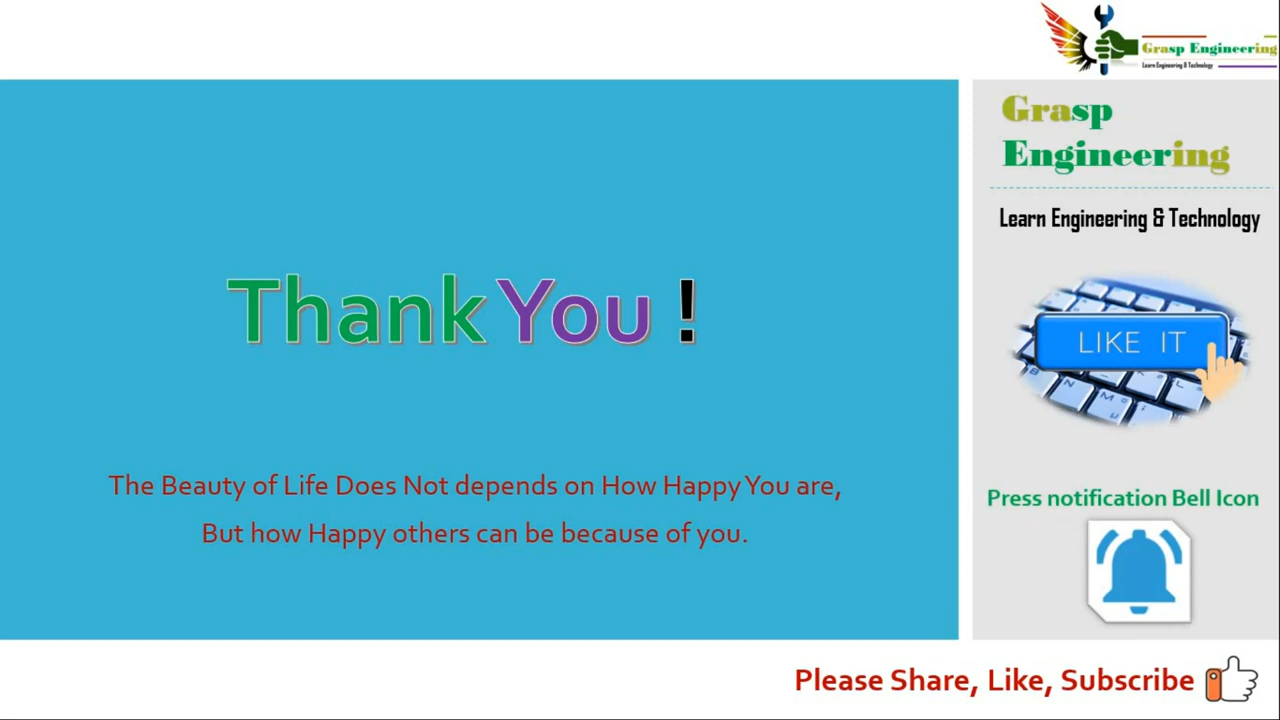 Grasp Engineering
Learn Engineering & Technology
Grasp
Engineering
Learn Engineering & Technology
LIKE IT
Thank You !
The Beauty of Life Does Not depends on How Happy You are,
But how Happy others can be because of you.
Press notification Bell Icon
Please Share, Like, Subscribe